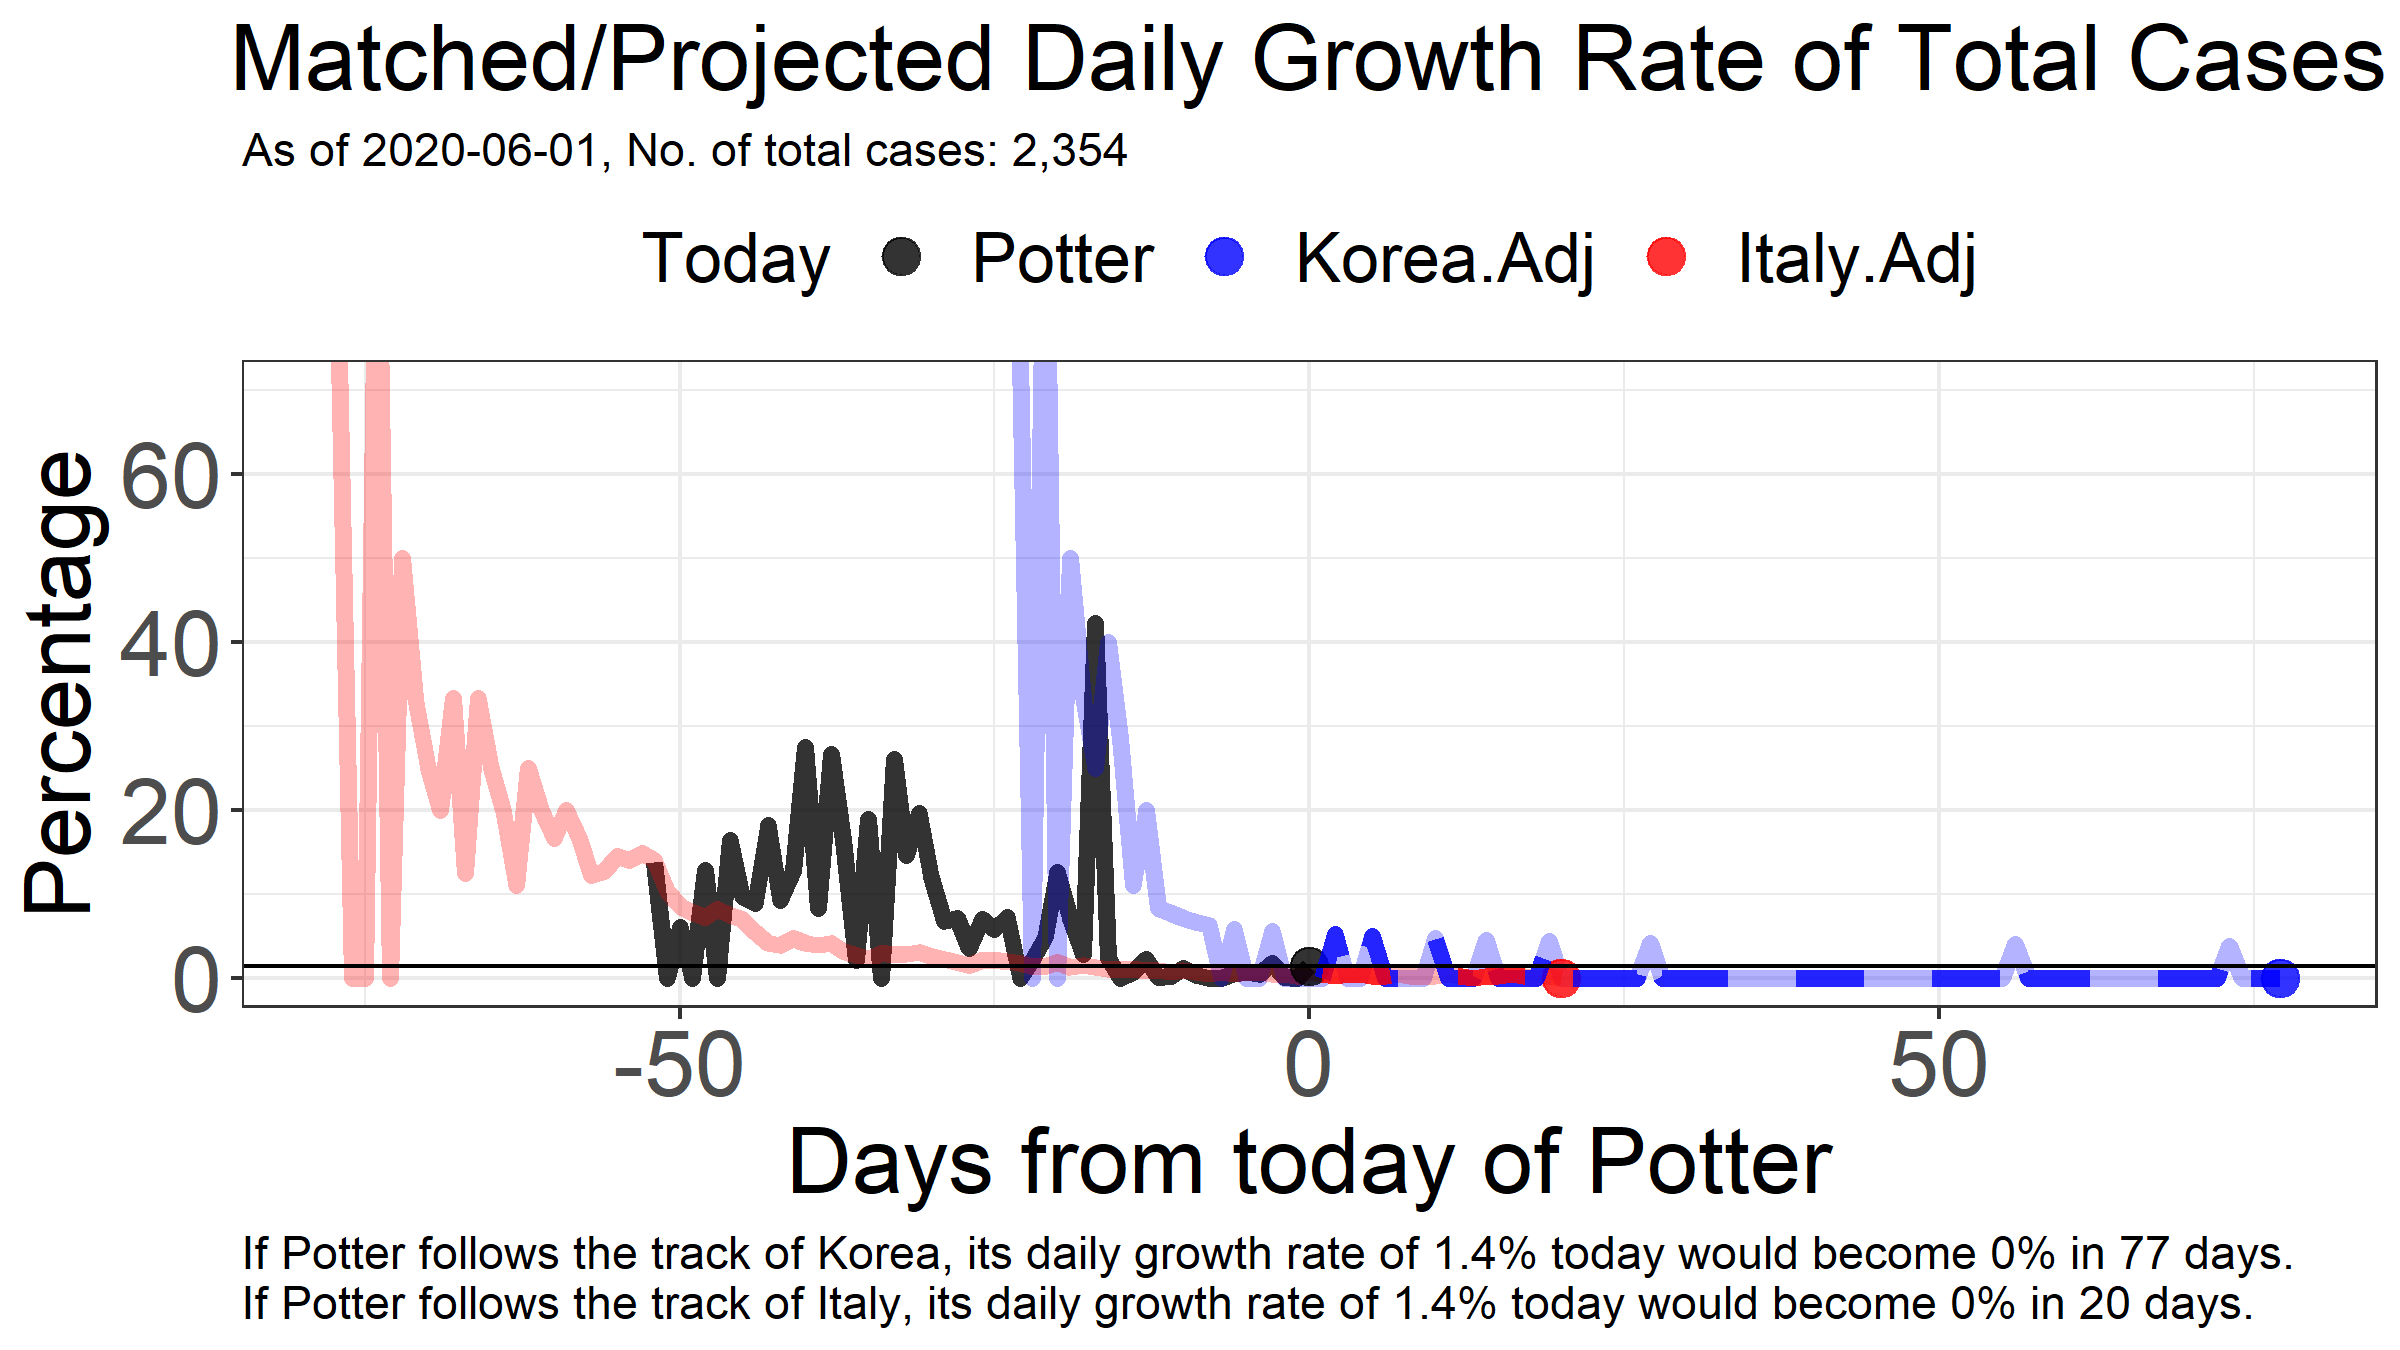 Matched/Projected Daily Growth Rate of Total Cases
As of 2020-06-01, No. of total cases: 2,354
Today Potter Korea.Adj Italy.Adj
Percentage
60
40
20
0
-50 0 50
Days from today of Potter
If Potter follows the track of Korea, its daily growth rate of 1.4% today would become 0% in 77 days.
If Potter follows the track of Italy, its daily growth rate of 1.4% today would become 0% in 20 days.